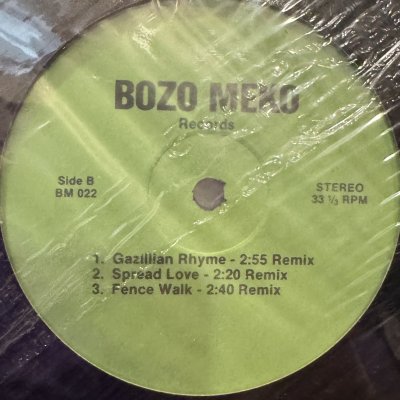 BOZO MEKO
Records
Side B
BM 022
STEREO
33 ⅓ RPM
1. Gazillian Rhyme - 2:55 Remix
2. Spread Love - 2:20 Remix
3. Fence Walk - 2:40 Remix